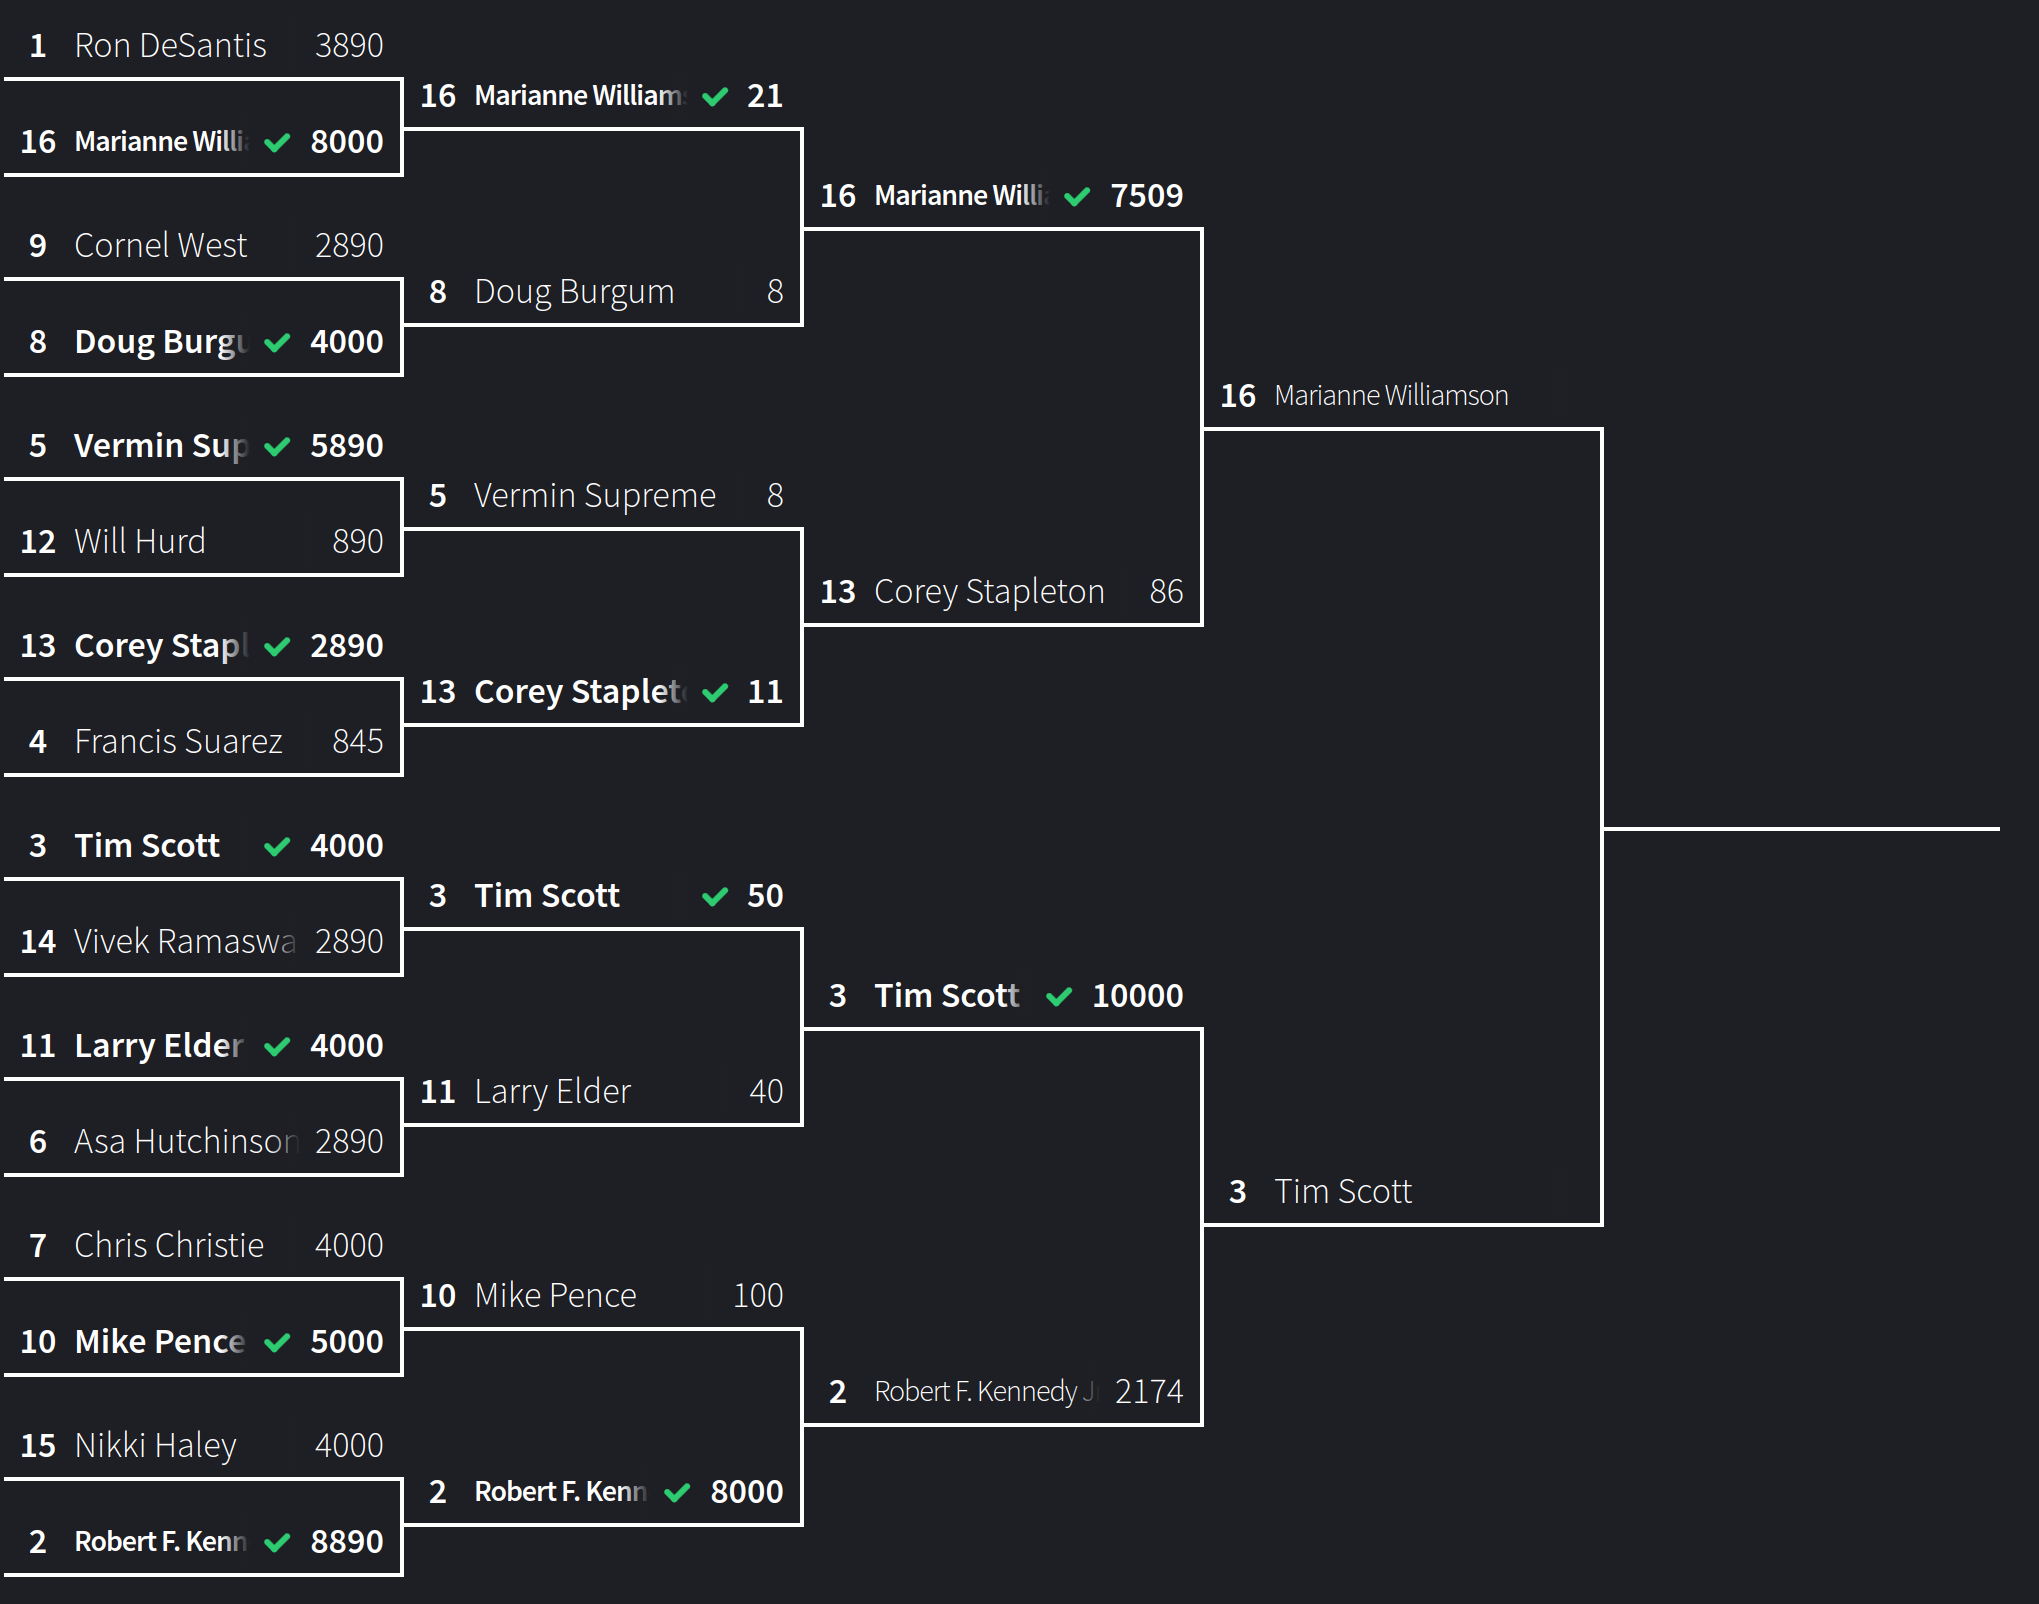 1 Ron DeSantis 3890
16 Marianne Willi 8000
9 Cornel West 2890
8 Doug Burgu 4000
5 Vermin Sup 5890
12 Will Hurd 890
13 Corey Stapl 2890
4 Francis Suarez 845
3 Tim Scott 4000
14 Vivek Ramaswa 2890
11 Larry Elder 4000
6 Asa Hutchinson 2890
7 Chris Christie 4000
10 Mike Pence 5000
15 Nikki Haley 4000
2 Robert F. Kenn 8890
16 Marianne Williams 21
8 Doug Burgum 8
5 Vermin Supreme 8
13 Corey Stapleto 11
3 Tim Scott 50
11 Larry Elder 40
10 Mike Pence 100
2 Robert F. Kenn 8000
16 Marianne Willi 7509
13 Corey Stapleton 86
3 Tim Scott 10000
2 Robert F. Kennedy J 2174
16 Marianne Williamson
3 Tim Scott